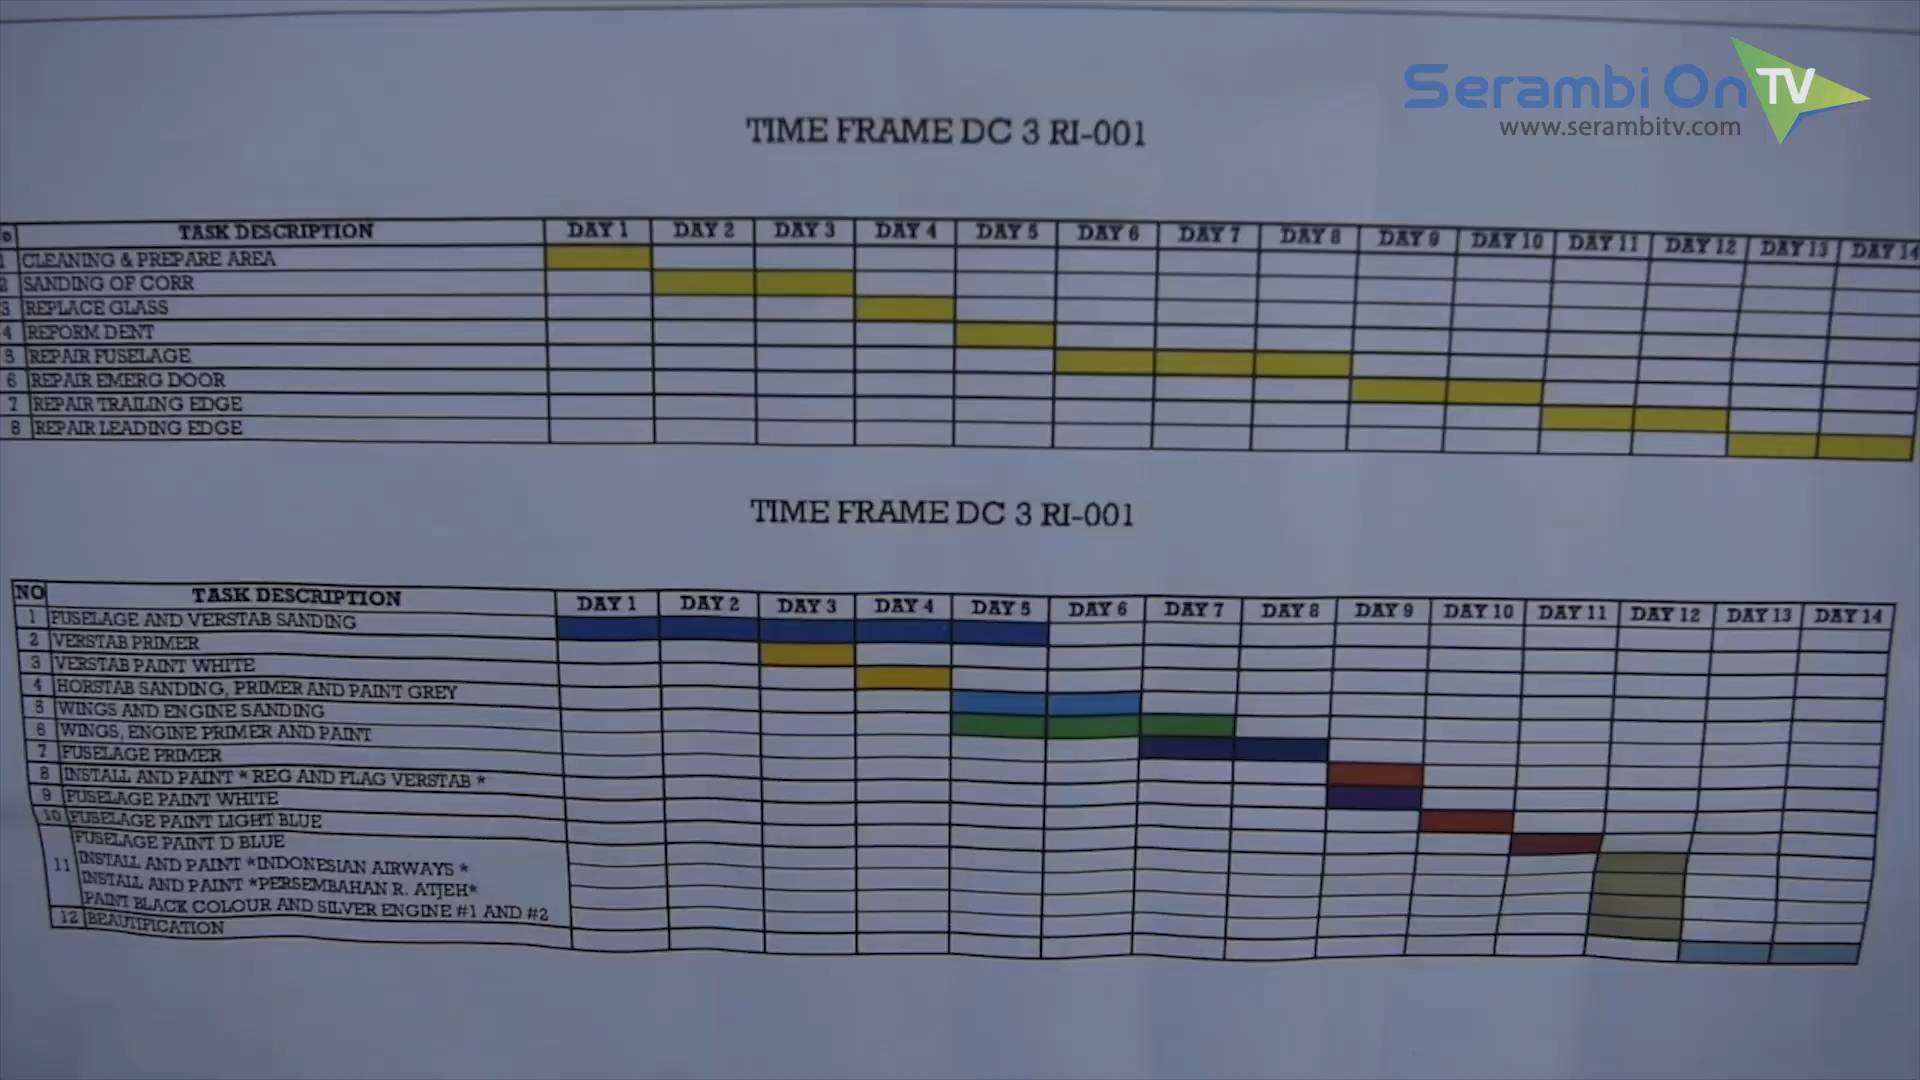 Serambi On TV
www.serambitv.com
TIME FRAME DC 3 RI-001
TASK DESCRIPTION DAY 1 DAY 2 DAY 3 DAY 4 DAY 5 DAY 6 DAY 7 DAY 8 DAY 9 DAY 10 DAY 11 DAY 12 DAY 13 DAY 14
1 CLEANING & PREPARE AREA
2 SANDING OF CORR
3 REPLACE GLASS
4 REFORM DENT
5 REPAIR FUSELAGE
6 REPAIR EMERG DOOR
7 REPAIR TRAILING EDGE
8 REPAIR LEADING EDGE
TIME FRAME DC 3 RI-001
NO TASK DESCRIPTION DAY 1 DAY 2 DAY 3 DAY 4 DAY 5 DAY 6 DAY 7 DAY 8 DAY 9 DAY 10 DAY 11 DAY 12 DAY 13 DAY 14
1 FUSELAGE AND VERSTAB SANDING
2 VERSTAB PRIMER
3 VERSTAB PAINT WHITE
4 HORSTAB SANDING, PRIMER AND PAINT GREY
5 WINGS AND ENGINE SANDING
6 WINGS, ENGINE PRIMER AND PAINT
7 FUSELAGE PRIMER
8 INSTALL AND PAINT * REG AND FLAG VERSTAB *
9 FUSELAGE PAINT WHITE
10 FUSELAGE PAINT LIGHT BLUE
FUSELAGE PAINT D BLUE
11 INSTALL AND PAINT *INDONESIAN AIRWAYS *
INSTALL AND PAINT *PERSEMBAHAN R. ATJEH*
PAINT BLACK COLOUR AND SILVER ENGINE #1 AND #2
12 BEAUTIFICATION